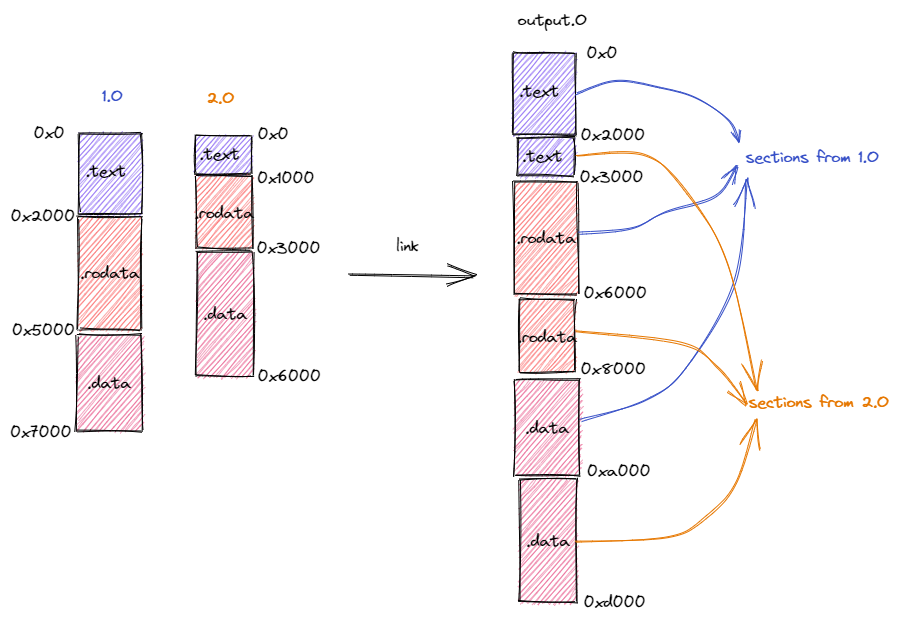 output.o
1.o
2.o
0x0
.text
0x2000
.rodata
0x5000
.data
0x7000
0x0
.text
0x1000
.rodata
0x3000
.data
0x6000
link
0x0
.text
0x2000
.text
0x3000
.rodata
0x6000
.rodata
0x8000
.data
0xa000
.data
0xd000
sections from 1.o
sections from 2.o